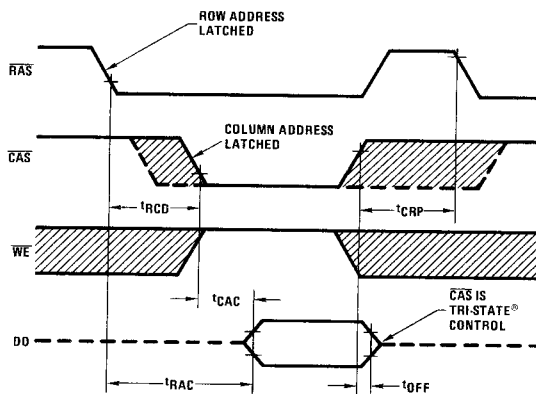 ROW ADDRESS
LATCHED
RAS
COLUMN ADDRESS
LATCHED
CAS
tRCD
tCRP
WE
tCAC
CAS IS
TRI-STATE®
CONTROL
DO
tRAC
tOFF